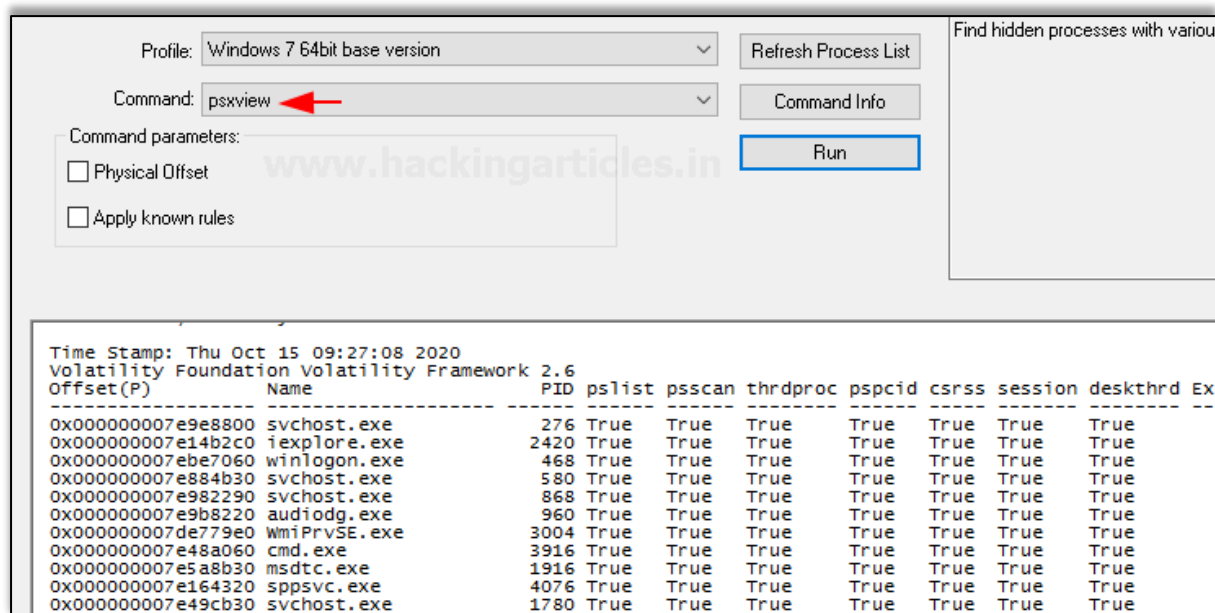 Find hidden processes with variou
Profile: Windows 7 64bit base version
Refresh Process List
Command: psxview
Command Info
Command parameters:
Run
www.hackingarticles.in
Physical Offset
Apply known rules
Time Stamp: Thu Oct 15 09:27:08 2020
Volatility Foundation Volatility Framework 2.6
Offset(P) Name PID pslist psscan thrdproc pspcid csrss session deskthrd Ex
------------------ -------------------- ------ ------ ------ -------- ------ ----- ------- -------- --
0x000000007e9e8800 svchost.exe 276 True True True True True True True
0x000000007e14b2c0 iexplore.exe 2420 True True True True True True True
0x000000007ebe7060 winlogon.exe 468 True True True True True True True
0x000000007e884b30 svchost.exe 580 True True True True True True True
0x000000007e982290 svchost.exe 868 True True True True True True True
0x000000007e9b8220 audiodg.exe 960 True True True True True True True
0x000000007de779e0 WmiPrvSE.exe 3004 True True True True True True True
0x000000007e48a060 cmd.exe 3916 True True True True True True True
0x000000007e5a8b30 msdtc.exe 1916 True True True True True True True
0x000000007e164320 sppsvc.exe 4076 True True True True True True True
0x000000007e49cb30 svchost.exe 1780 True True True True True True True